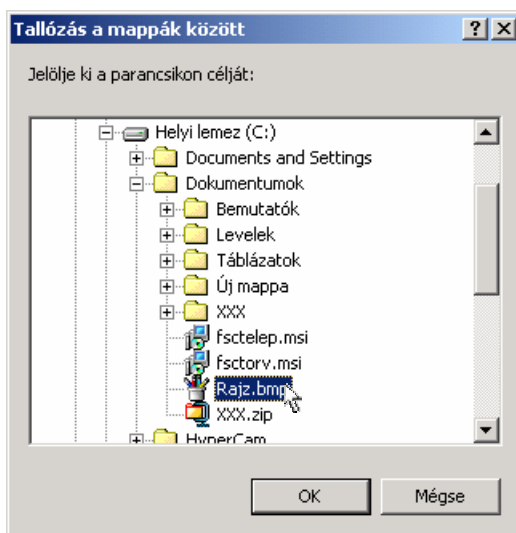 Tallózás a mappák között
Jelölje ki a parancsikon célját:
Helyi lemez (C:)
Documents and Settings
Dokumentumok
Bemutatók
Levelek
Táblázatok
Új mappa
XXX
fsctelep.msi
fsctorv.msi
Rajz.bmp
XXX.zip
HyperCam
OK Mégse